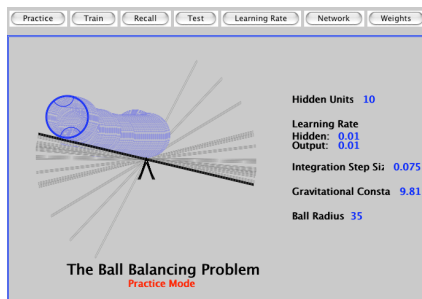 Practice Train Recall Test Learning Rate Network Weights
Hidden Units 10
Learning Rate
Hidden: 0.01
Output: 0.01
Integration Step Siz 0.075
Gravitational Consta 9.81
Ball Radius 35
The Ball Balancing Problem
Practice Mode